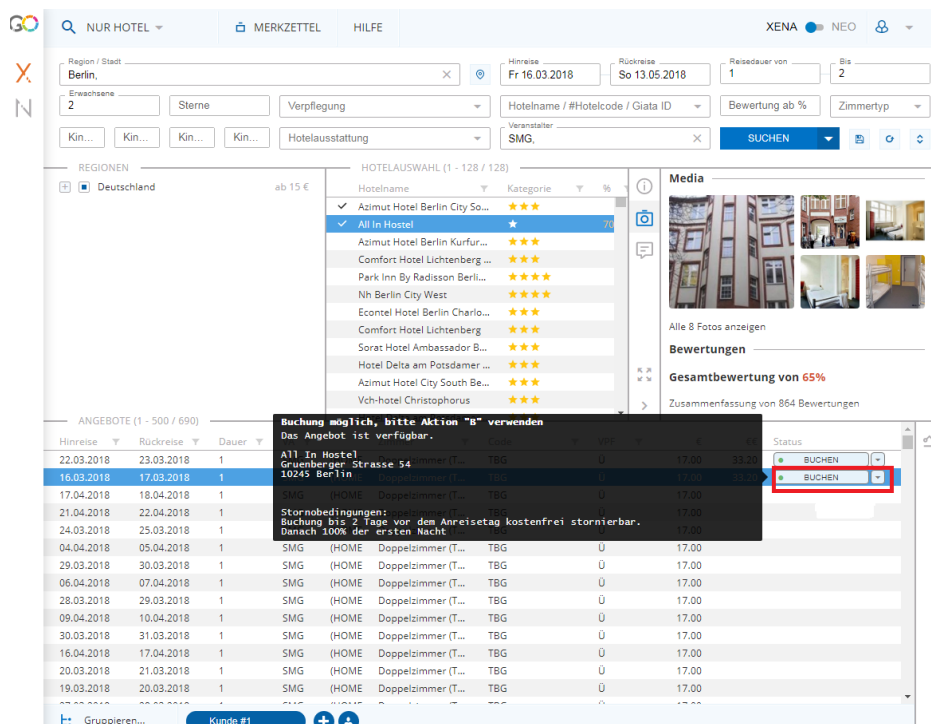 GO NUR HOTEL MERKZETTEL HILFE XENA NEO
X
N
Region / Stadt Hinreise Rückreise Reisedauer von Bis
Berlin, Fr 16.03.2018 So 13.05.2018 1 2
Erwachsene
2 Sterne Verpflegung Hotelname / #Hotelcode / Giata ID Bewertung ab % Zimmertyp
Veranstalter
Kin... Kin... Kin... Kin... Hotelausstattung SMG, SUCHEN
REGIONEN
Deutschland ab 15 €
HOTELAUSWAHL (1 - 128 / 128)
Hotelname Kategorie %
Azimut Hotel Berlin City So...
All In Hostel 70
Azimut Hotel Berlin Kurfur...
Comfort Hotel Lichtenberg ...
Park Inn By Radisson Berli...
Nh Berlin City West
Econtel Hotel Berlin Charlo...
Comfort Hotel Lichtenberg
Sorat Hotel Ambassador B...
Hotel Delta am Potsdamer ...
Azimut Hotel City South Be...
Vch-hotel Christophorus
Media
Alle 8 Fotos anzeigen
Bewertungen
Gesamtbewertung von 65%
Zusammenfassung von 864 Bewertungen
ANGEBOTE (1 - 500 / 690)
Hinreise Rückreise Dauer Code VPF € Status
22.03.2018 23.03.2018 1 17.00 33.20 BUCHEN
16.03.2018 17.03.2018 1 17.00 33.20 BUCHEN
17.04.2018 18.04.2018 1
21.04.2018 22.04.2018 1
24.03.2018 25.03.2018 1
Buchung möglich, bitte Aktion "B" verwenden
Das Angebot ist verfügbar.
All In Hostel
Gruenberger Strasse 54
10245 Berlin
Stornobedingungen:
Buchung bis 2 Tage vor dem Anreisetag kostenfrei stornierbar.
Danach 100% der ersten Nacht
04.04.2018 05.04.2018 1 SMG (HOME Doppelzimmer (T... TBG Ü 17.00
29.03.2018 30.03.2018 1 SMG (HOME Doppelzimmer (T... TBG Ü 17.00
06.04.2018 07.04.2018 1 SMG (HOME Doppelzimmer (T... TBG Ü 17.00
28.03.2018 29.03.2018 1 SMG (HOME Doppelzimmer (T... TBG Ü 17.00
09.04.2018 10.04.2018 1 SMG (HOME Doppelzimmer (T... TBG Ü 17.00
30.03.2018 31.03.2018 1 SMG (HOME Doppelzimmer (T... TBG Ü 17.00
16.04.2018 17.04.2018 1 SMG (HOME Doppelzimmer (T... TBG Ü 17.00
20.03.2018 21.03.2018 1 SMG (HOME Doppelzimmer (T... TBG Ü 17.00
19.03.2018 20.03.2018 1 SMG (HOME Doppelzimmer (T... TBG Ü 17.00
Gruppieren... Kunde #1